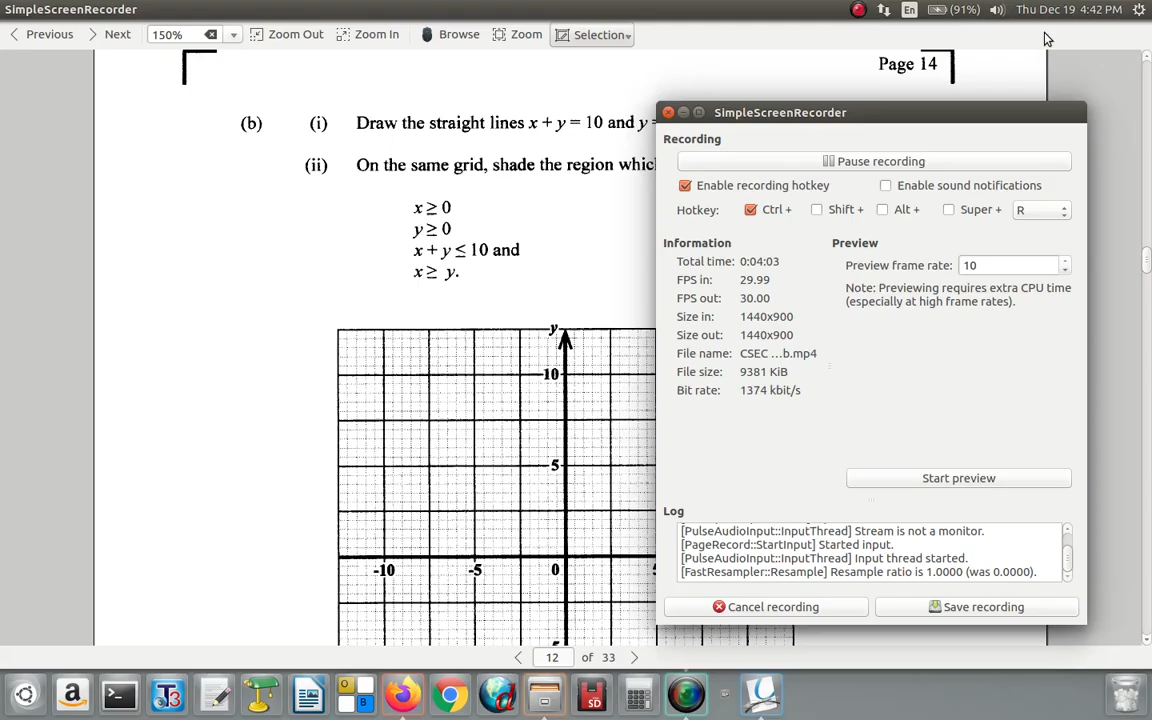 SimpleScreenRecorder
En (91%) Thu Dec 19 4:42 PM
Previous Next 150% Zoom Out Zoom In Browse Zoom Selection
Page 14
(b) (i) Draw the straight lines x + y = 10 and y =
(ii) On the same grid, shade the region whic
x ≥ 0
y ≥ 0
x + y ≤ 10 and
x ≥ y.
y
10
5
-10 -5 0
SimpleScreenRecorder
Recording
Pause recording
Enable recording hotkey Enable sound notifications
Hotkey: Ctrl + Shift + Alt + Super + R
Information
Total time: 0:04:03
FPS in: 29.99
FPS out: 30.00
Size in: 1440x900
Size out: 1440x900
File name: CSEC ...b.mp4
File size: 9381 KiB
Bit rate: 1374 kbit/s
Preview
Preview frame rate: 10
Note: Previewing requires extra CPU time
(especially at high frame rates).
Start preview
Log
[PulseAudioInput::InputThread] Stream is not a monitor.
[PageRecord::StartInput] Started input.
[PulseAudioInput::InputThread] Input thread started.
[FastResampler::Resample] Resample ratio is 1.0000 (was 0.0000).
Cancel recording Save recording
12 of 33